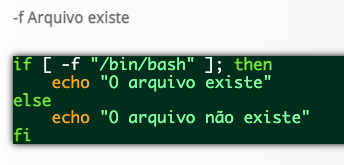 -f Arquivo existe
if [ -f "/bin/bash" ]; then
    echo "O arquivo existe"
else
    echo "O arquivo não existe"
fi